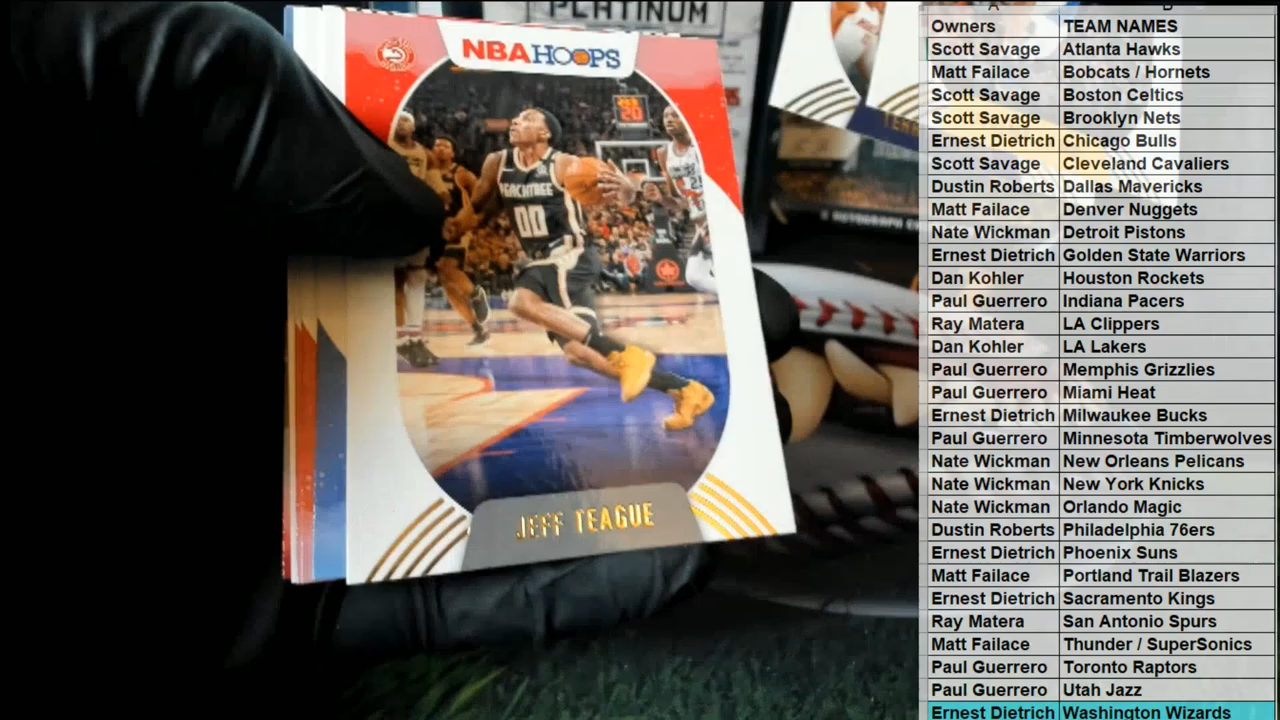 PLATINUM
NBA HOOPS
20
PEACHTREE
00
JEFF TEAGUE
Owners TEAM NAMES
Scott Savage Atlanta Hawks
Matt Failace Bobcats / Hornets
Scott Savage Boston Celtics
Scott Savage Brooklyn Nets
Ernest Dietrich Chicago Bulls
Scott Savage Cleveland Cavaliers
Dustin Roberts Dallas Mavericks
Matt Failace Denver Nuggets
Nate Wickman Detroit Pistons
Ernest Dietrich Golden State Warriors
Dan Kohler Houston Rockets
Paul Guerrero Indiana Pacers
Ray Matera LA Clippers
Dan Kohler LA Lakers
Paul Guerrero Memphis Grizzlies
Paul Guerrero Miami Heat
Ernest Dietrich Milwaukee Bucks
Paul Guerrero Minnesota Timberwolves
Nate Wickman New Orleans Pelicans
Nate Wickman New York Knicks
Nate Wickman Orlando Magic
Dustin Roberts Philadelphia 76ers
Ernest Dietrich Phoenix Suns
Matt Failace Portland Trail Blazers
Ernest Dietrich Sacramento Kings
Ray Matera San Antonio Spurs
Matt Failace Thunder / SuperSonics
Paul Guerrero Toronto Raptors
Paul Guerrero Utah Jazz
Ernest Dietrich Washington Wizards